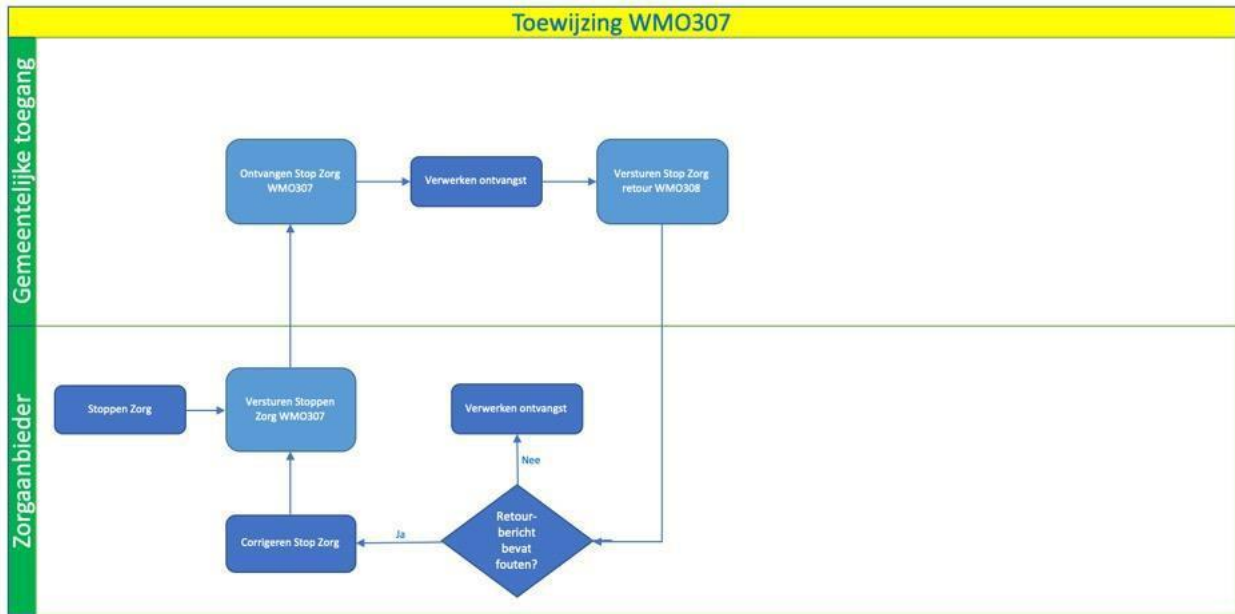 Toewijzing WMO307
Gemeentelijke toegang
Ontvangen Stop Zorg
WMO307
Verwerken ontvangst
Versturen Stop Zorg
retour WMO308
Zorgaanbieder
Stoppen Zorg
Versturen Stoppen
Zorg WMO307
Verwerken ontvangst
Nee
Retour-
bericht
bevat
fouten?
Ja
Corrigeren Stop Zorg